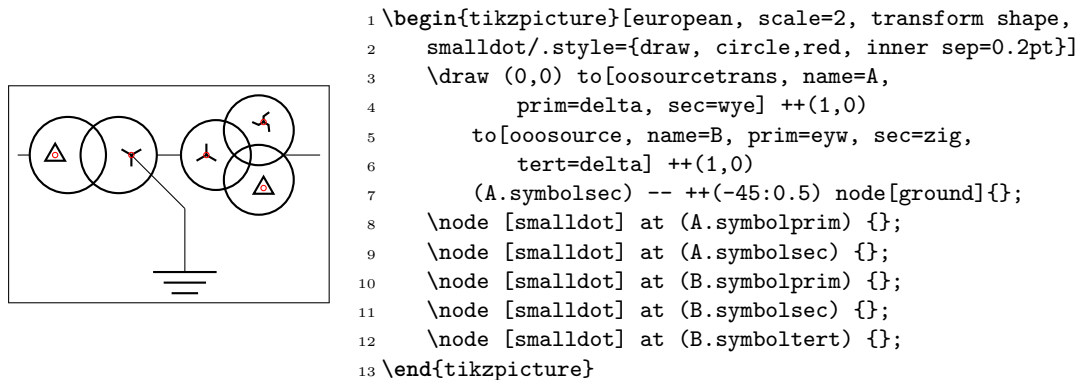 1 \begin{tikzpicture}[european, scale=2, transform shape,
2     smalldot/.style={draw, circle,red, inner sep=0.2pt}]
3     \draw (0,0) to[oosourcetrans, name=A,
4             prim=delta, sec=wye] ++(1,0)
5         to[ooosource, name=B, prim=eyw, sec=zig,
6             tert=delta] ++(1,0)
7         (A.symbolsec) -- ++(-45:0.5) node[ground]{};
8     \node [smalldot] at (A.symbolprim) {};
9     \node [smalldot] at (A.symbolsec) {};
10     \node [smalldot] at (B.symbolprim) {};
11     \node [smalldot] at (B.symbolsec) {};
12     \node [smalldot] at (B.symboltert) {};
13 \end{tikzpicture}